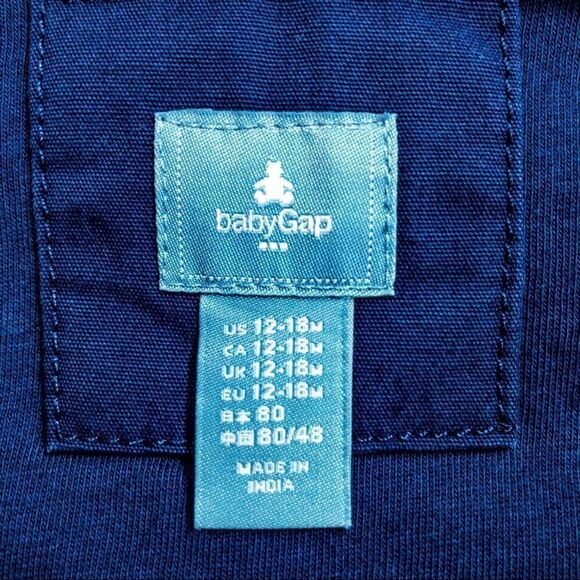 babyGap
US 12-18M
CA 12-18M
UK 12-18M
EU 12-18M
日本 80
中国 80/48
MADE IN
INDIA